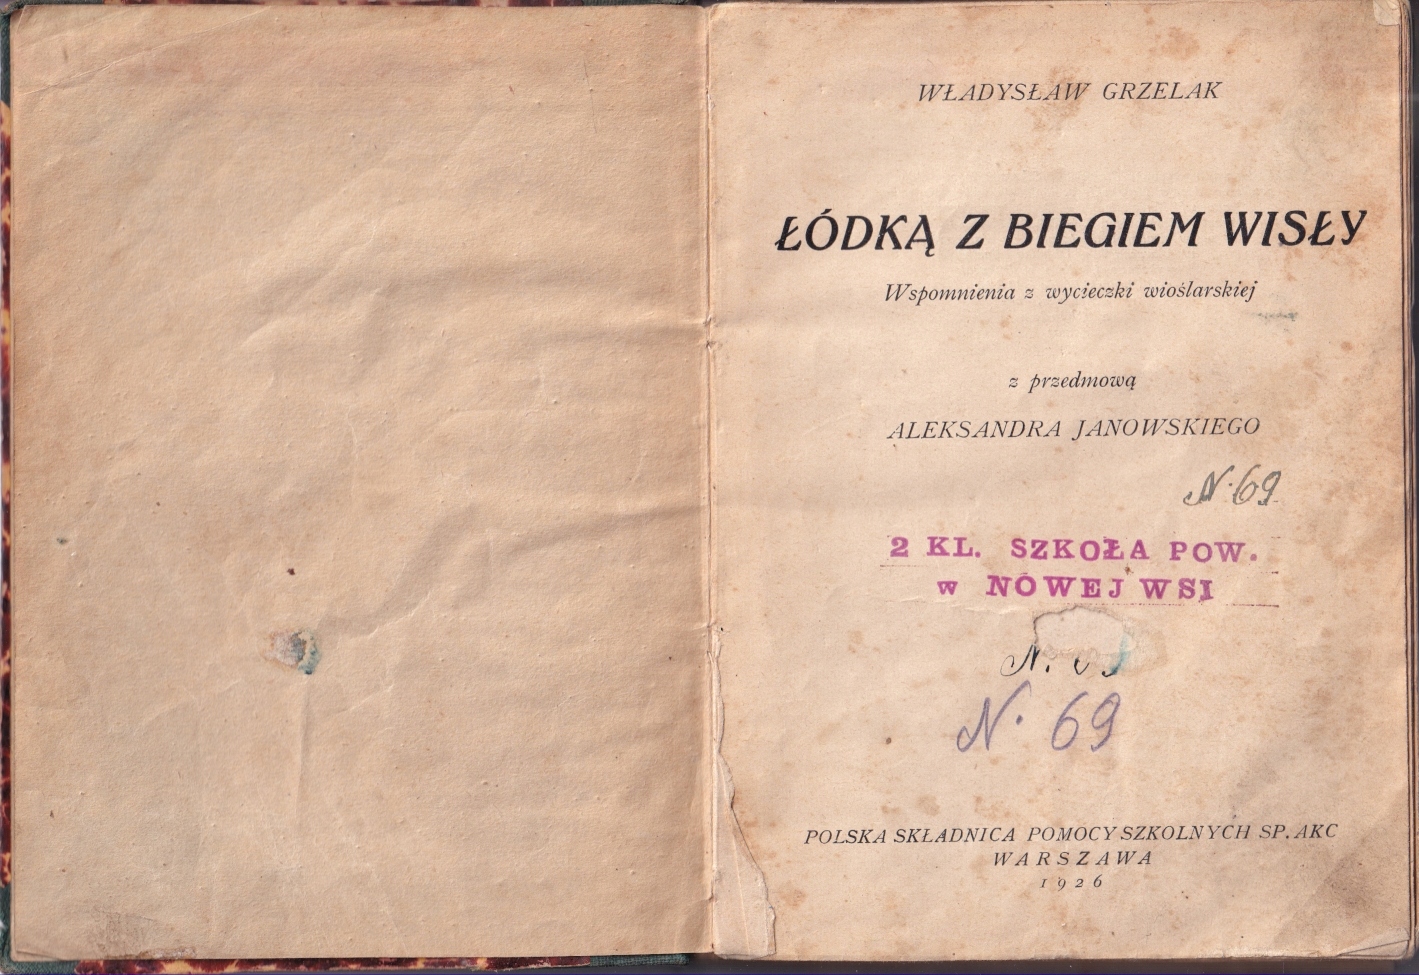 WŁADYSŁAW GRZELAK
ŁÓDKĄ Z BIEGIEM WISŁY
Wspomnienia z wycieczki wioślarskiej
z przedmową
ALEKSANDRA JANOWSKIEGO
N. 69
2 KL. SZKOŁA POW.
w NOWEJ WSI
N.
N. 69
POLSKA SKŁADNICA POMOCY SZKOLNYCH SP. AKC
WARSZAWA
1926